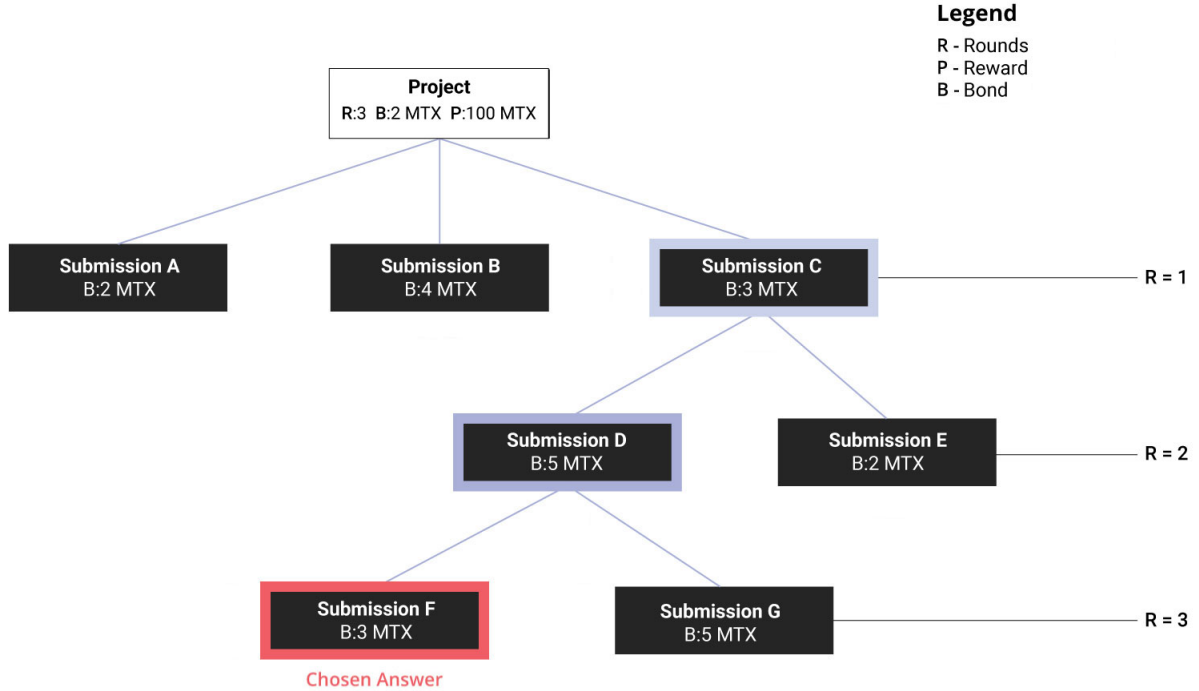 Legend
R - Rounds
P - Reward
B - Bond
Project
R:3 B:2 MTX P:100 MTX
Submission A
B:2 MTX
Submission B
B:4 MTX
Submission C
B:3 MTX
R = 1
Submission D
B:5 MTX
Submission E
B:2 MTX
R = 2
Submission F
B:3 MTX
Submission G
B:5 MTX
R = 3
Chosen Answer